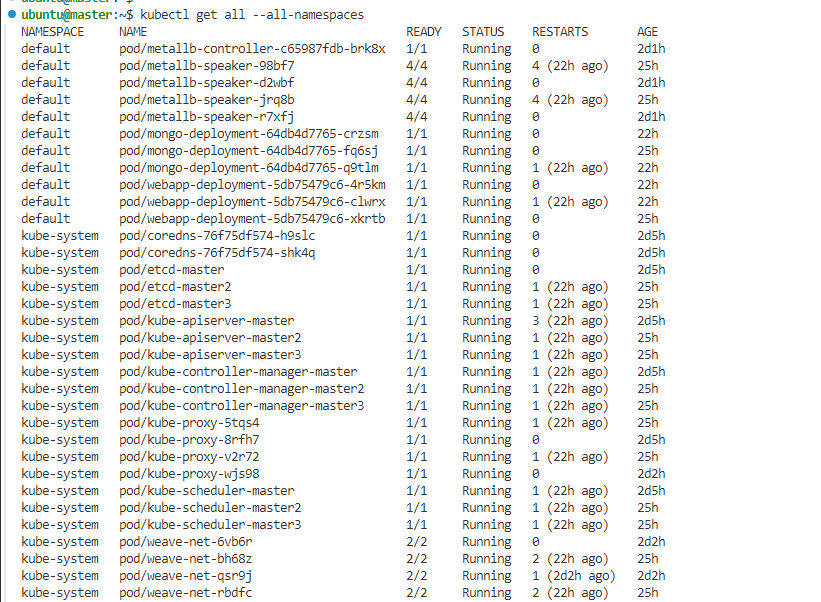 ubuntu@master:~$ kubectl get all --all-namespaces
NAMESPACE NAME READY STATUS RESTARTS AGE
default pod/metallb-controller-c65987fdb-brk8x 1/1 Running 0 2d1h
default pod/metallb-speaker-98bf7 4/4 Running 4 (22h ago) 25h
default pod/metallb-speaker-d2wbf 4/4 Running 0 2d1h
default pod/metallb-speaker-jrq8b 4/4 Running 4 (22h ago) 25h
default pod/metallb-speaker-r7xfj 4/4 Running 0 2d1h
default pod/mongo-deployment-64db4d7765-crzsm 1/1 Running 0 22h
default pod/mongo-deployment-64db4d7765-fq6sj 1/1 Running 0 25h
default pod/mongo-deployment-64db4d7765-q9tlm 1/1 Running 1 (22h ago) 22h
default pod/webapp-deployment-5db75479c6-4r5km 1/1 Running 0 22h
default pod/webapp-deployment-5db75479c6-clwrx 1/1 Running 1 (22h ago) 22h
default pod/webapp-deployment-5db75479c6-xkrtb 1/1 Running 0 25h
kube-system pod/coredns-76f75df574-h9slc 1/1 Running 0 2d5h
kube-system pod/coredns-76f75df574-shk4q 1/1 Running 0 2d5h
kube-system pod/etcd-master 1/1 Running 0 2d5h
kube-system pod/etcd-master2 1/1 Running 1 (22h ago) 25h
kube-system pod/etcd-master3 1/1 Running 1 (22h ago) 25h
kube-system pod/kube-apiserver-master 1/1 Running 3 (22h ago) 2d5h
kube-system pod/kube-apiserver-master2 1/1 Running 1 (22h ago) 25h
kube-system pod/kube-apiserver-master3 1/1 Running 1 (22h ago) 25h
kube-system pod/kube-controller-manager-master 1/1 Running 1 (22h ago) 2d5h
kube-system pod/kube-controller-manager-master2 1/1 Running 1 (22h ago) 25h
kube-system pod/kube-controller-manager-master3 1/1 Running 1 (22h ago) 25h
kube-system pod/kube-proxy-5tqs4 1/1 Running 1 (22h ago) 25h
kube-system pod/kube-proxy-8rfh7 1/1 Running 0 2d5h
kube-system pod/kube-proxy-v2r72 1/1 Running 1 (22h ago) 25h
kube-system pod/kube-proxy-wjs98 1/1 Running 0 2d2h
kube-system pod/kube-scheduler-master 1/1 Running 1 (22h ago) 2d5h
kube-system pod/kube-scheduler-master2 1/1 Running 1 (22h ago) 25h
kube-system pod/kube-scheduler-master3 1/1 Running 1 (22h ago) 25h
kube-system pod/weave-net-6vb6r 2/2 Running 0 2d2h
kube-system pod/weave-net-bh68z 2/2 Running 2 (22h ago) 25h
kube-system pod/weave-net-qsr9j 2/2 Running 1 (2d2h ago) 2d2h
kube-system pod/weave-net-rbdfc 2/2 Running 2 (22h ago) 25h